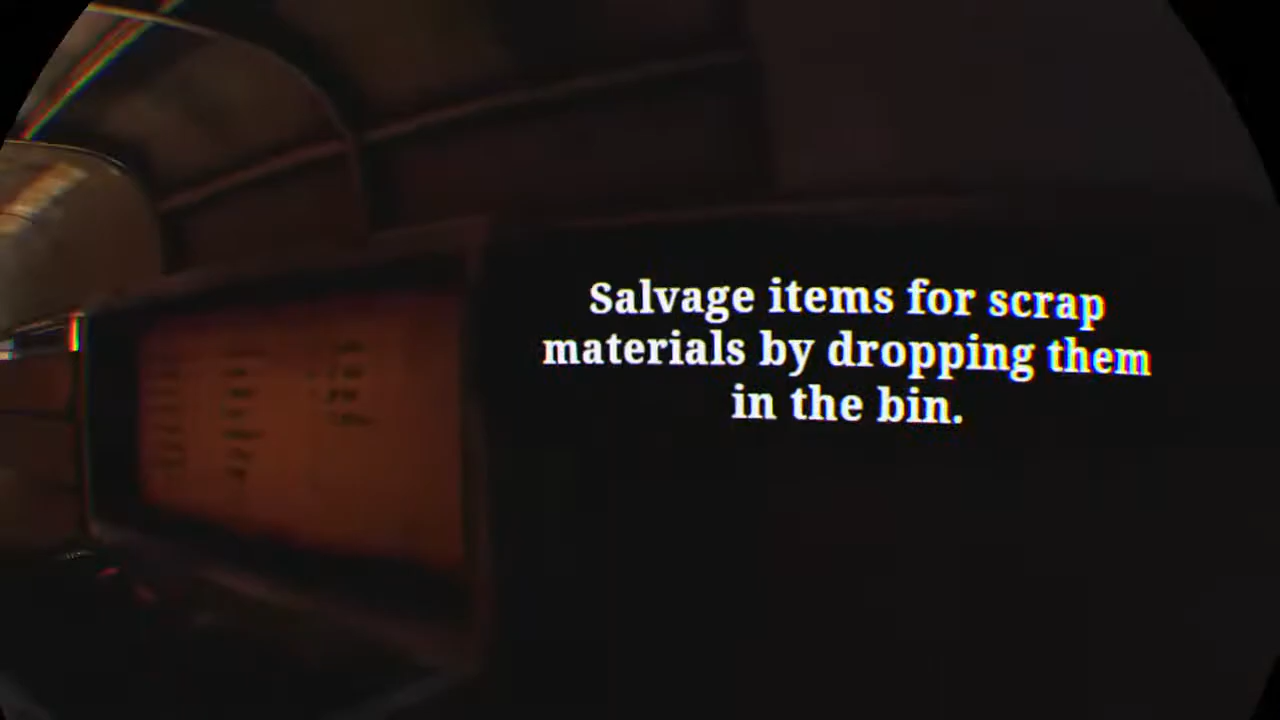 Salvage items for scrap
materials by dropping them
in the bin.